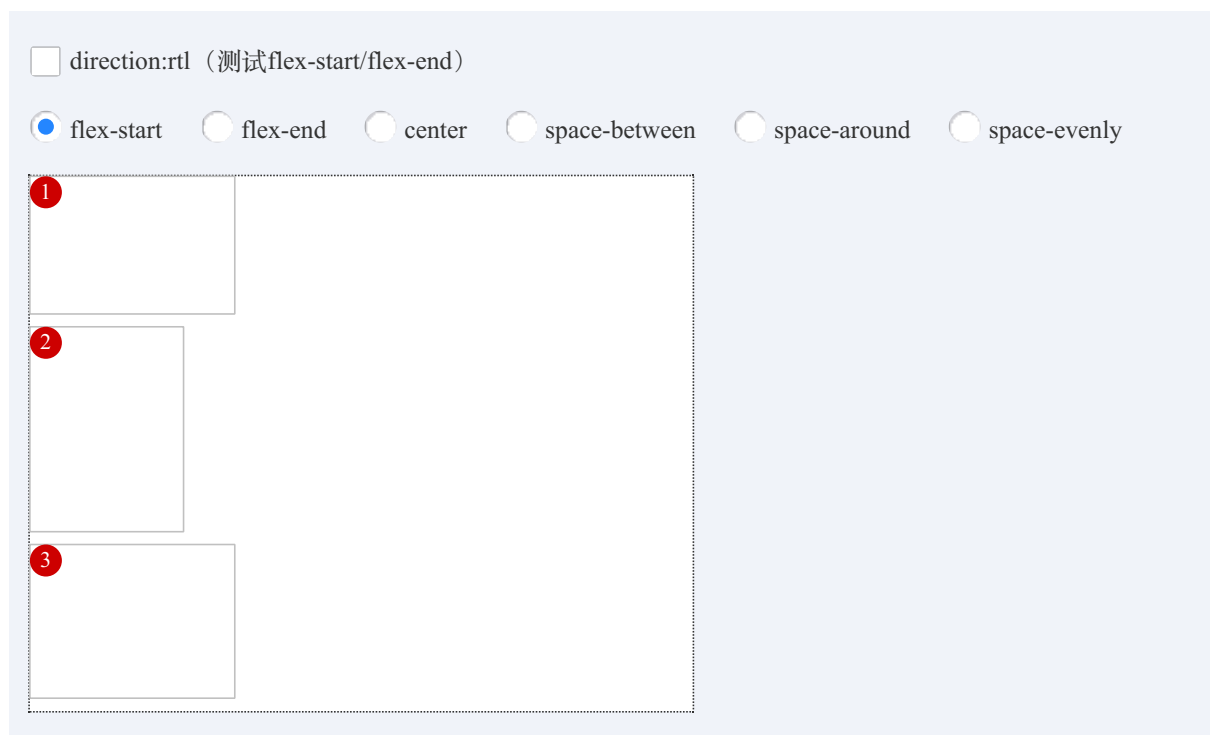 direction:rtl（测试flex-start/flex-end）
flex-start flex-end center space-between space-around space-evenly
1
2
3